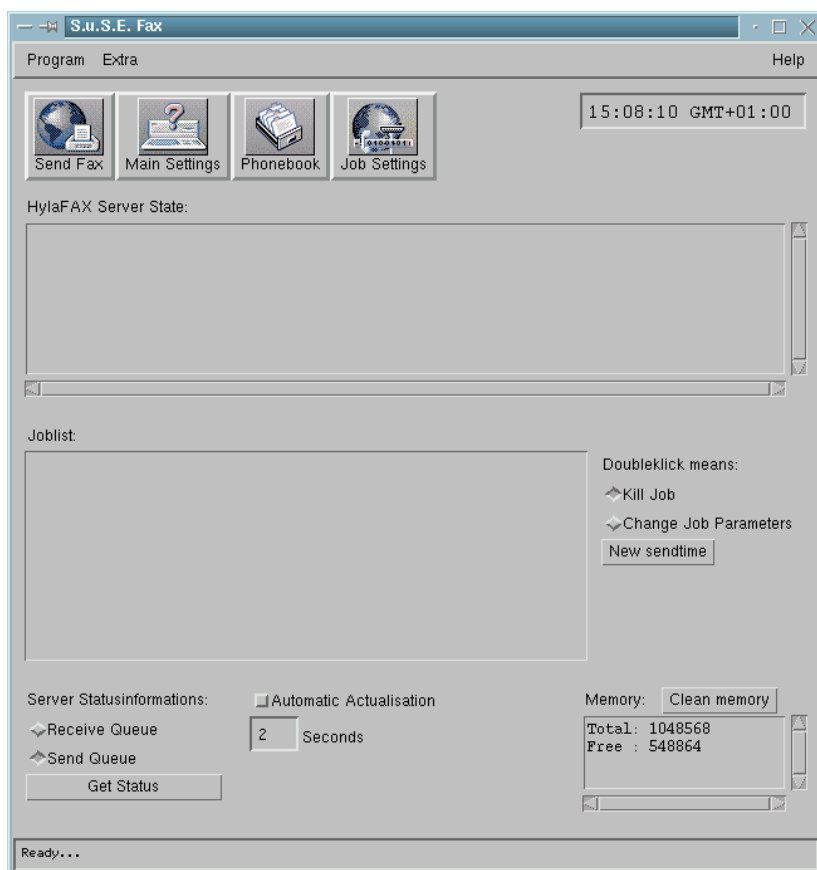 S.u.S.E. Fax
Program Extra Help
15:08:10 GMT+01:00
Send Fax Main Settings Phonebook Job Settings
HylaFAX Server State:
Joblist:
Doubleklick means:
Kill Job
Change Job Parameters
New sendtime
Server Statusinformations:
Receive Queue
Send Queue
Get Status
Automatic Actualisation
2 Seconds
Memory: Clean memory
Total: 1048568
Free : 548864
Ready...